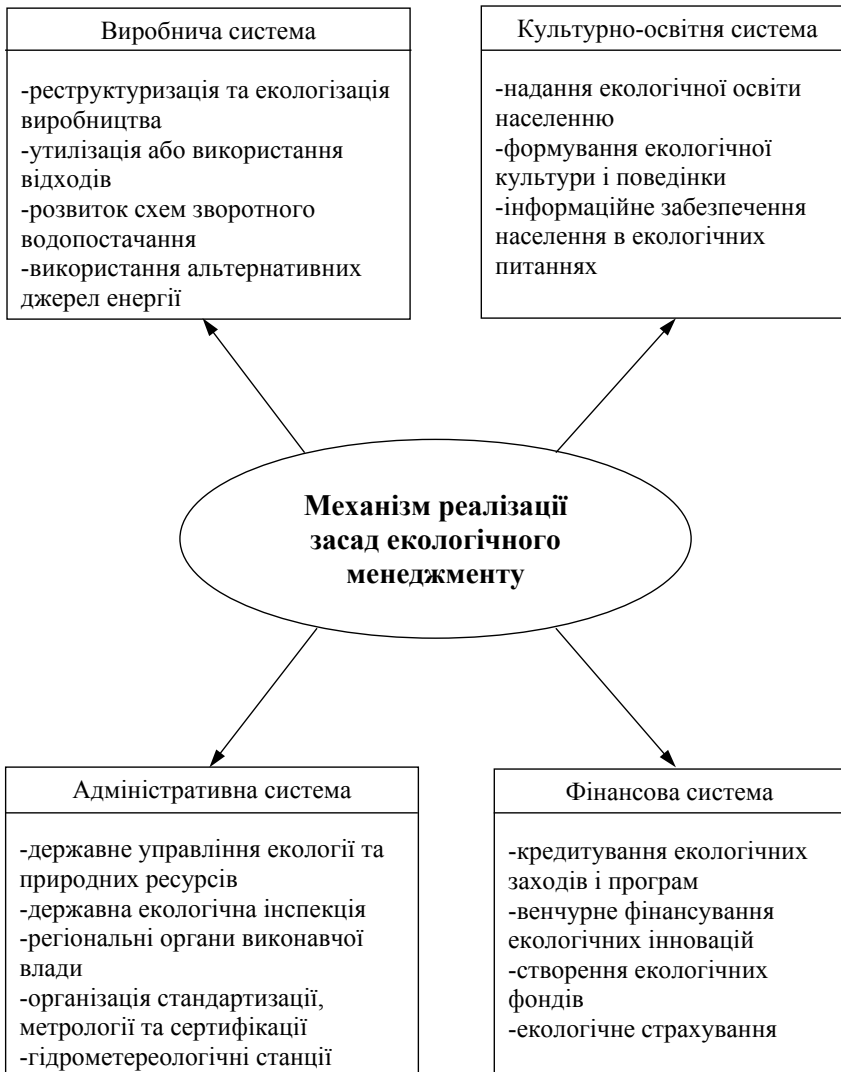 Виробнича система
-реструктуризація та екологізація
виробництва
-утилізація або використання
відходів
-розвиток схем зворотного
водопостачання
-використання альтернативних
джерел енергії
Культурно-освітня система
-надання екологічної освіти
населенню
-формування екологічної
культури і поведінки
-інформаційне забезпечення
населення в екологічних
питаннях
Механізм реалізації
засад екологічного
менеджменту
Адміністративна система
-державне управління екології та
природних ресурсів
-державна екологічна інспекція
-регіональні органи виконавчої
влади
-організація стандартизації,
метрології та сертифікації
-гідрометереологічні станції
Фінансова система
-кредитування екологічних
заходів і програм
-венчурне фінансування
екологічних інновацій
-створення екологічних
фондів
-екологічне страхування